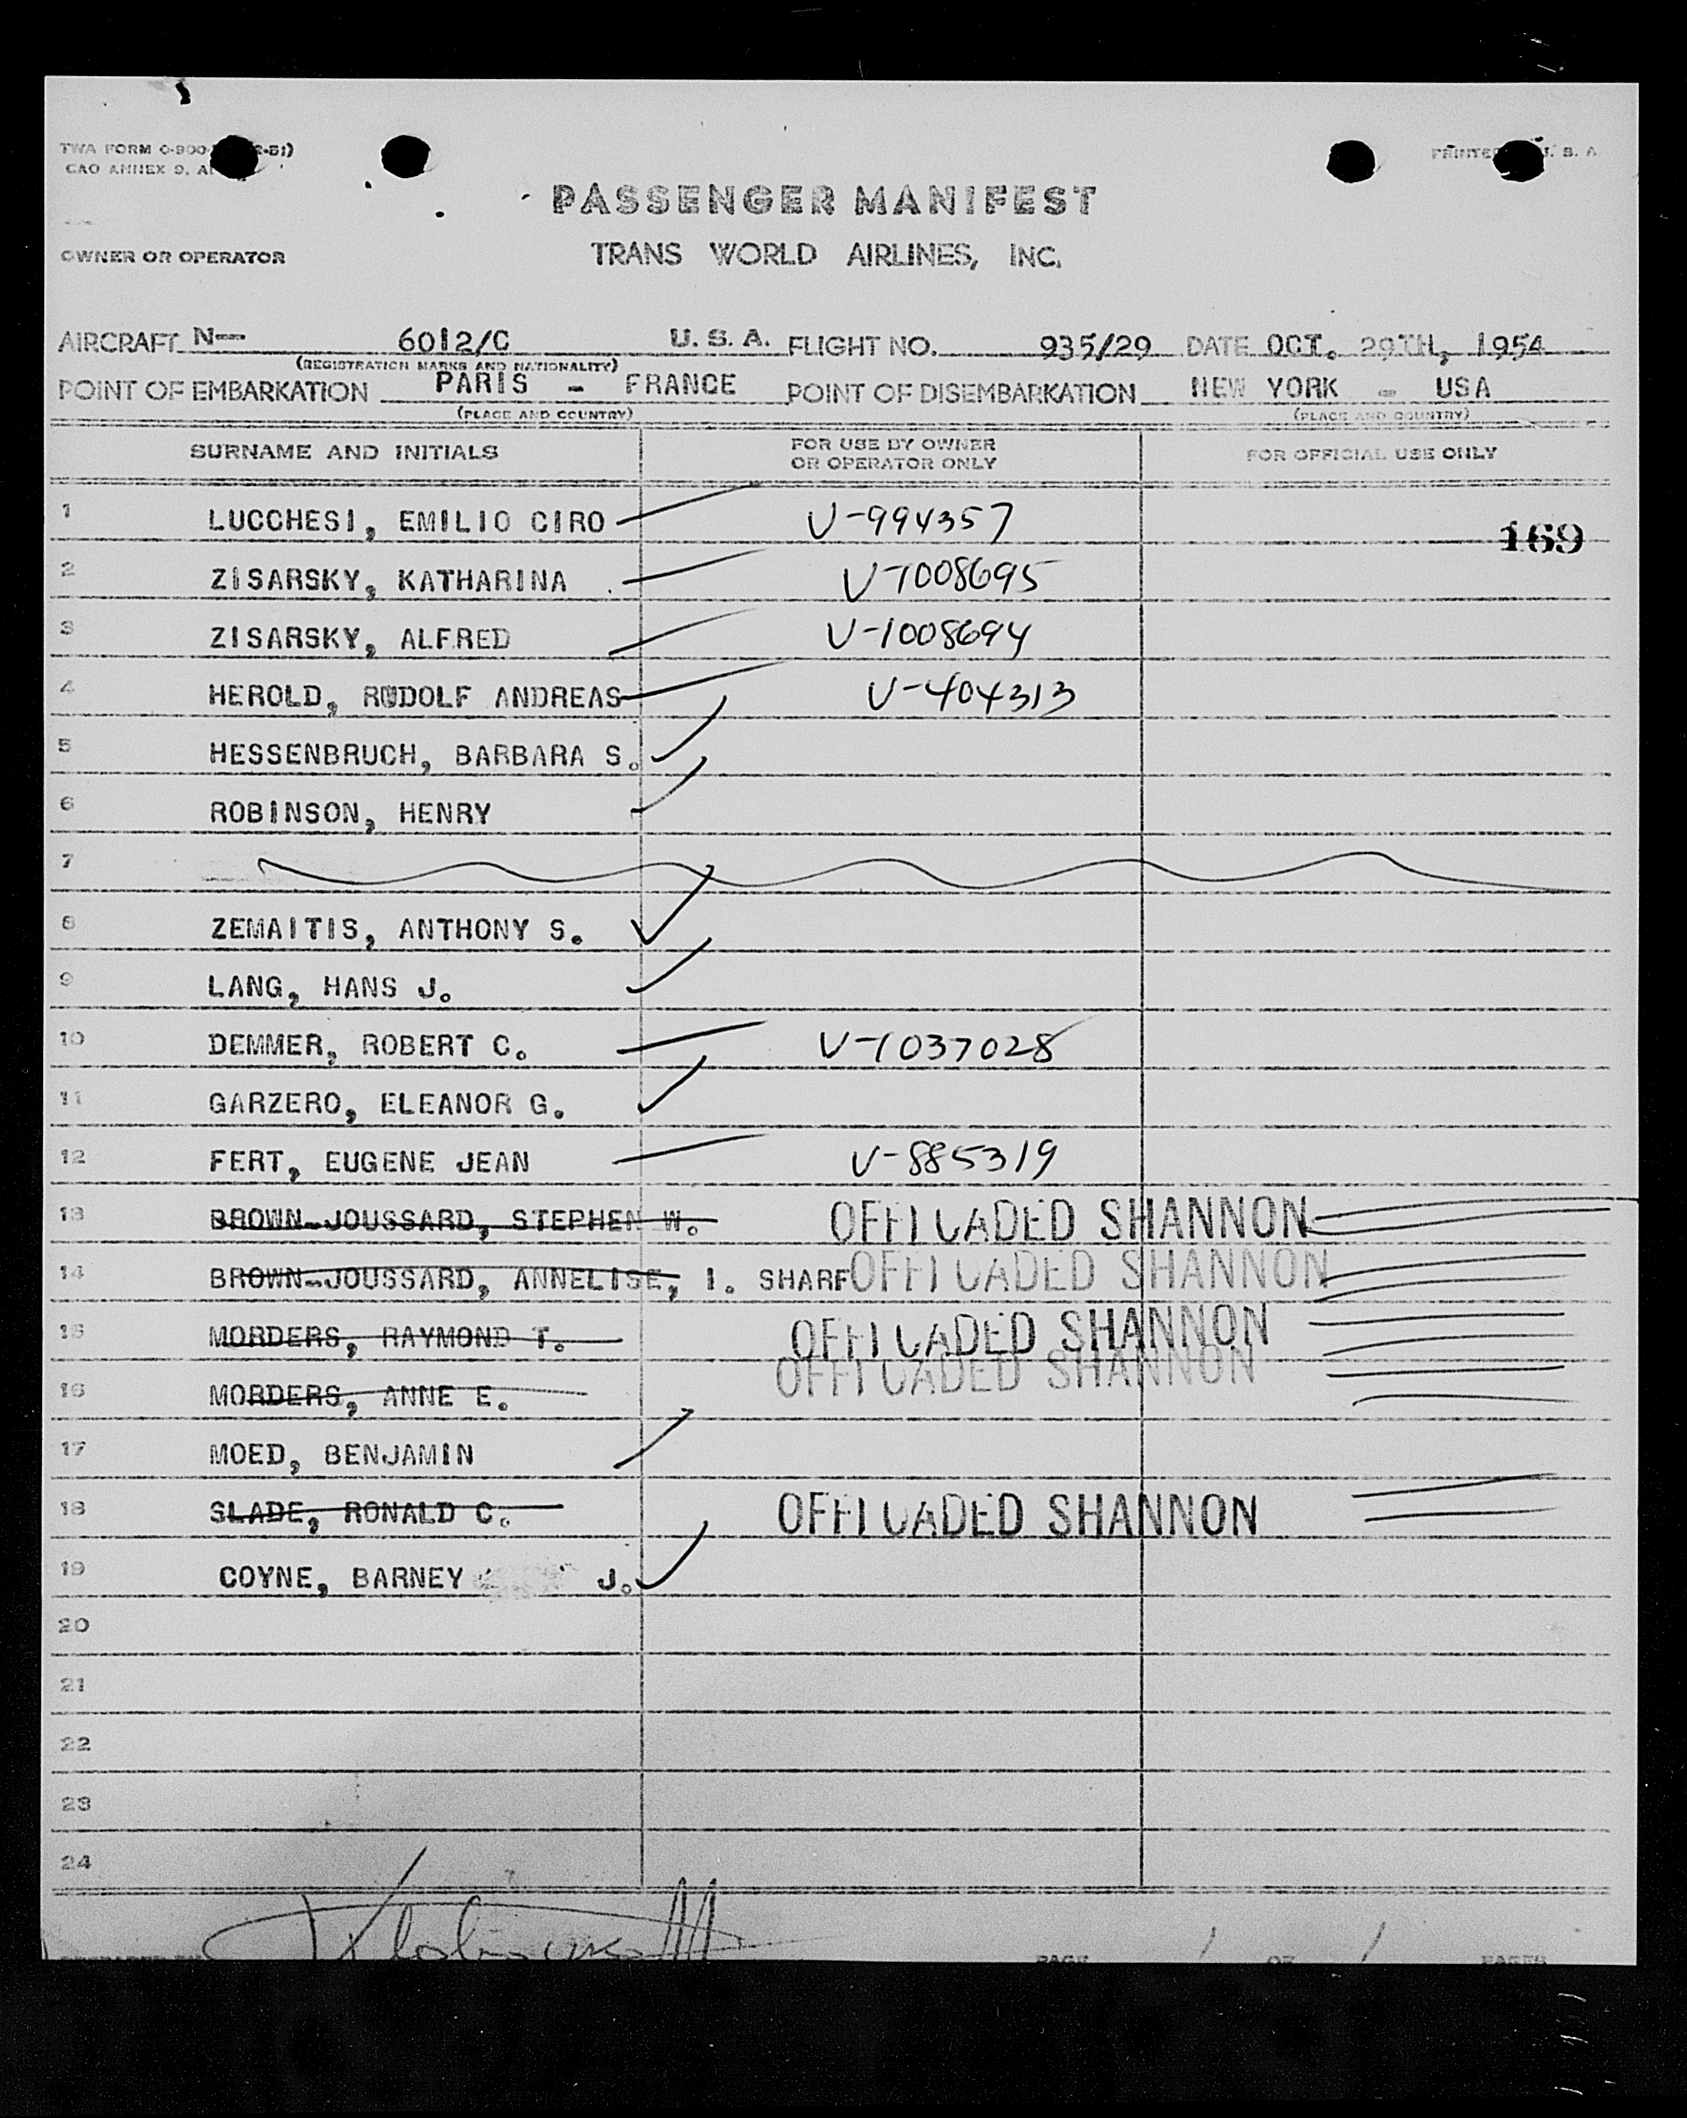 TWA FORM C-900
CAO ANNEX 9,
PRINTED U. S. A
PASSENGER MANIFEST
OWNER OR OPERATOR
TRANS WORLD AIRLINES, INC.
AIRCRAFT N— 6012/C U. S. A. FLIGHT NO. 935/29 DATE OCT. 29TH, 1954
(REGISTRATION MARKS AND NATIONALITY)
POINT OF EMBARKATION PARIS - FRANCE POINT OF DISEMBARKATION NEW YORK - USA
(PLACE AND COUNTRY) (PLACE AND COUNTRY)
SURNAME AND INITIALS FOR USE BY OWNER OR OPERATOR ONLY FOR OFFICIAL USE ONLY
1 LUCCHESI, EMILIO CIRO V-994357
169
2 ZISARSKY, KATHARINA V-1008695
3 ZISARSKY, ALFRED V-1008694
4 HEROLD, RUDOLF ANDREAS V-404313
5 HESSENBRUCH, BARBARA S.
6 ROBINSON, HENRY
7
8 ZEMAITIS, ANTHONY S.
9 LANG, HANS J.
10 DEMMER, ROBERT C. V-1037028
11 GARZERO, ELEANOR G.
12 FERT, EUGENE JEAN V-885319
13 BROWN-JOUSSARD, STEPHEN W. OFFLOADED SHANNON
14 BROWN-JOUSSARD, ANNELISE, I. SHARF OFFLOADED SHANNON
15 MORDERS, RAYMOND T. OFFLOADED SHANNON
16 MORDERS, ANNE E. OFFLOADED SHANNON
17 MOED, BENJAMIN
18 SLADE, RONALD C. OFFLOADED SHANNON
19 COYNE, BARNEY J.
20
21
22
23
24
PAGE 1 OF 1 PAGES